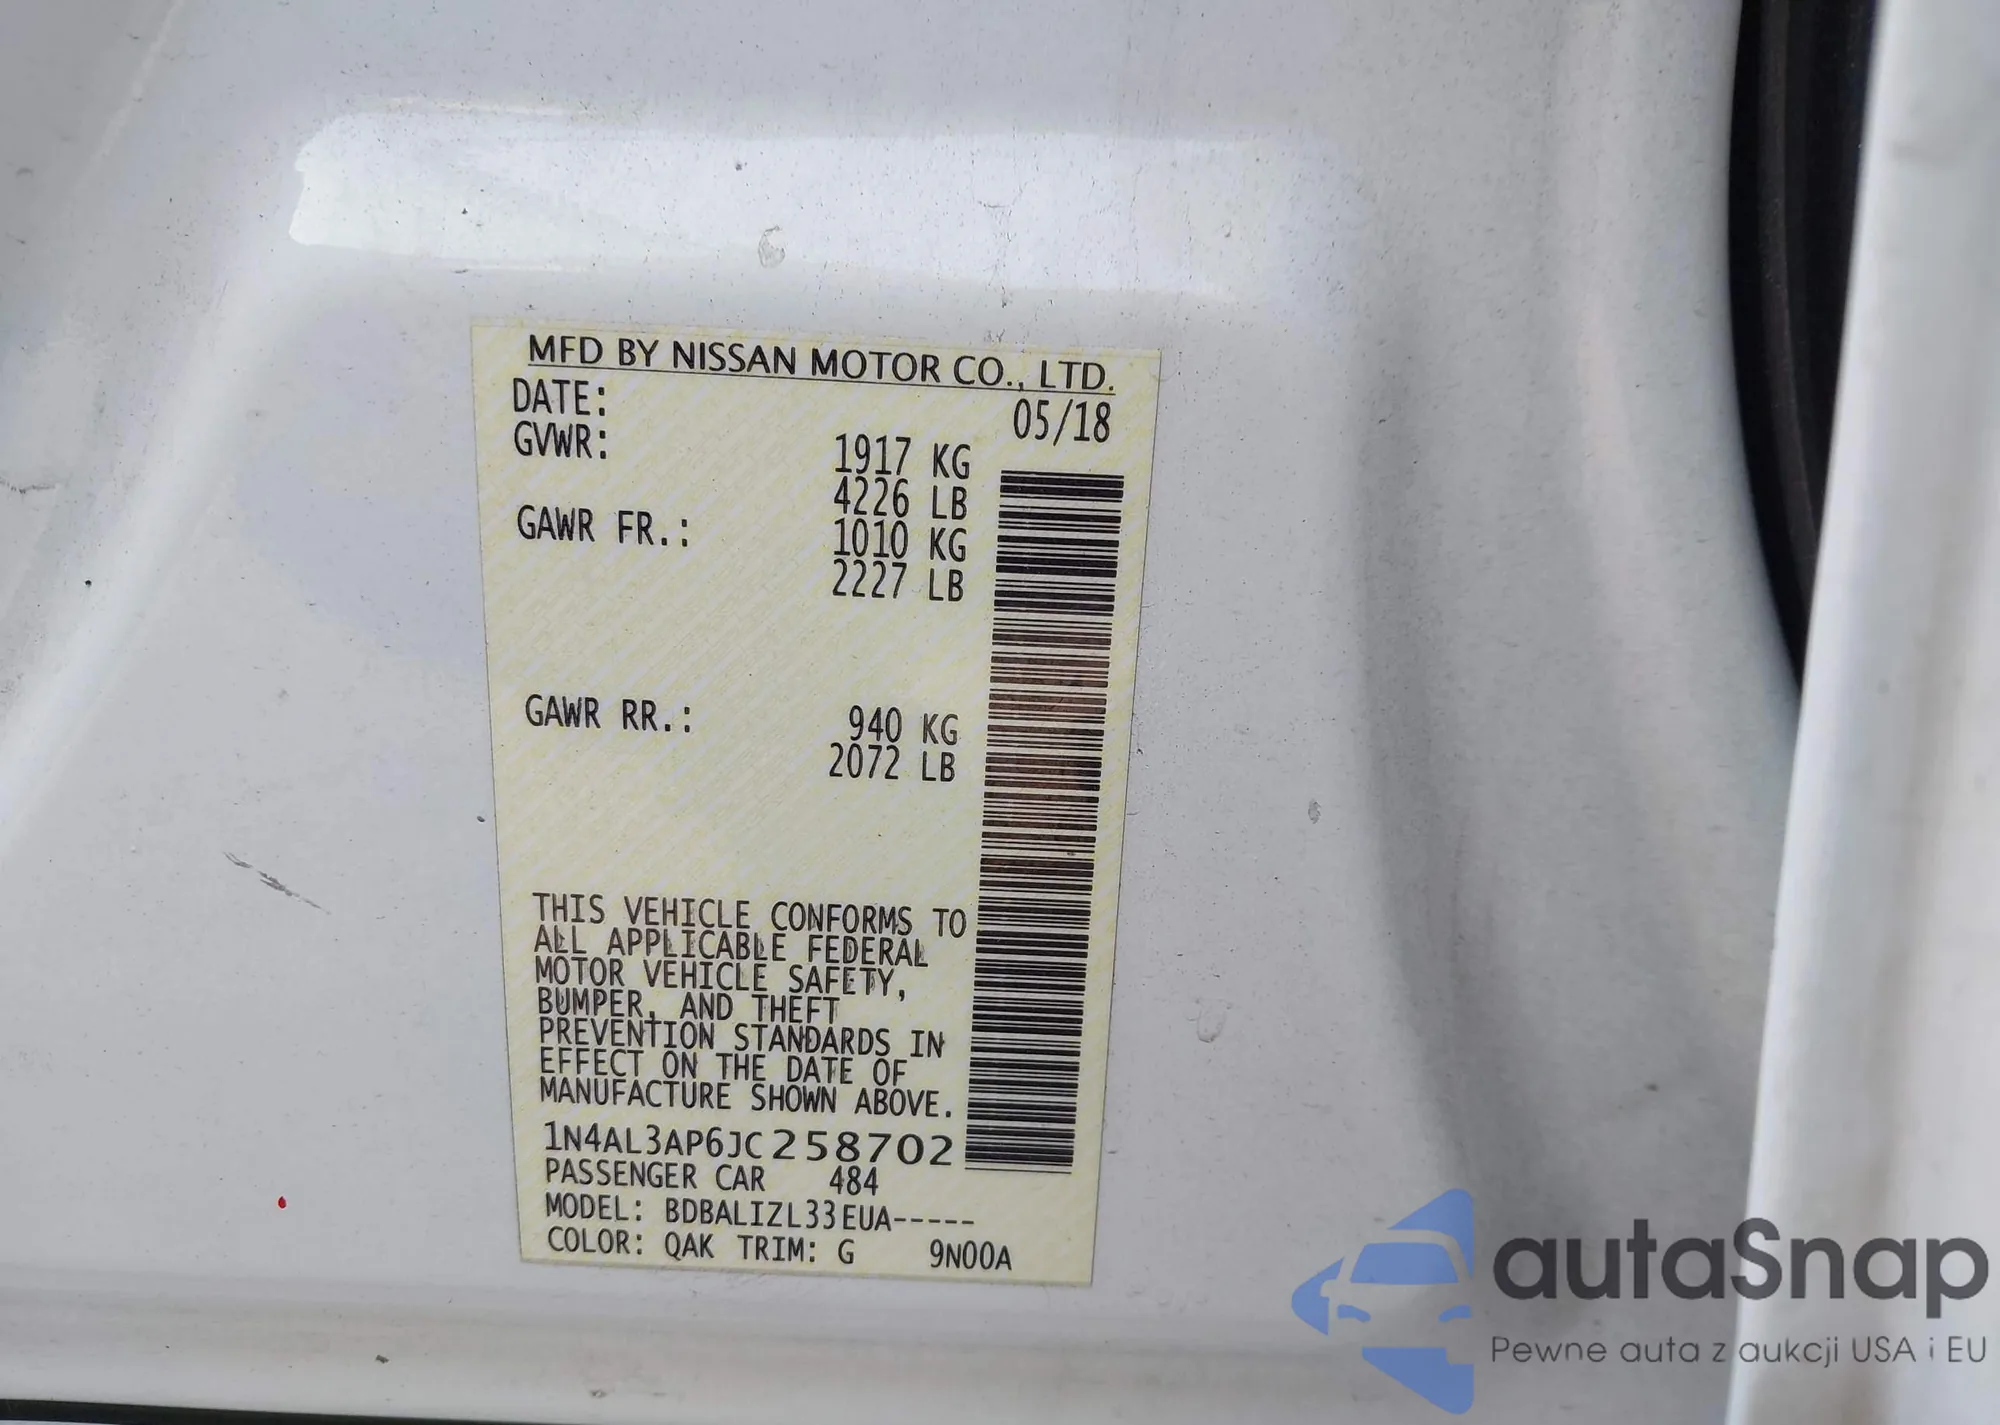 MFD BY NISSAN MOTOR CO., LTD.
DATE: 05/18
GVWR: 1917 KG
4226 LB
GAWR FR.: 1010 KG
2227 LB
GAWR RR.: 940 KG
2072 LB
THIS VEHICLE CONFORMS TO
ALL APPLICABLE FEDERAL
MOTOR VEHICLE SAFETY,
BUMPER, AND THEFT
PREVENTION STANDARDS IN
EFFECT ON THE DATE OF
MANUFACTURE SHOWN ABOVE.
1N4AL3AP6JC258702
PASSENGER CAR 484
MODEL: BDBALIZL33EUA-----
COLOR: QAK TRIM: G 9N00A
autaSnap
Pewne auta z aukcji USA i EU